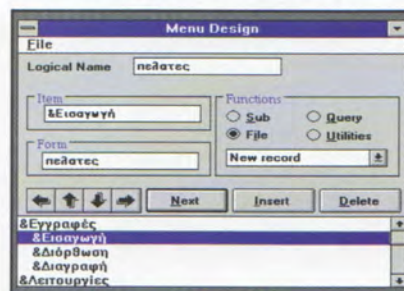 Menu Design
File
Logical Name πελατες
Item
&Εισαγωγή
Form
πελατες
Functions
Sub Query
File Utilities
New record
Next Insert Delete
&Εγγραφές
&Εισαγωγή
&Διόρθωση
&Διαγραφή
&Λειτουργίες